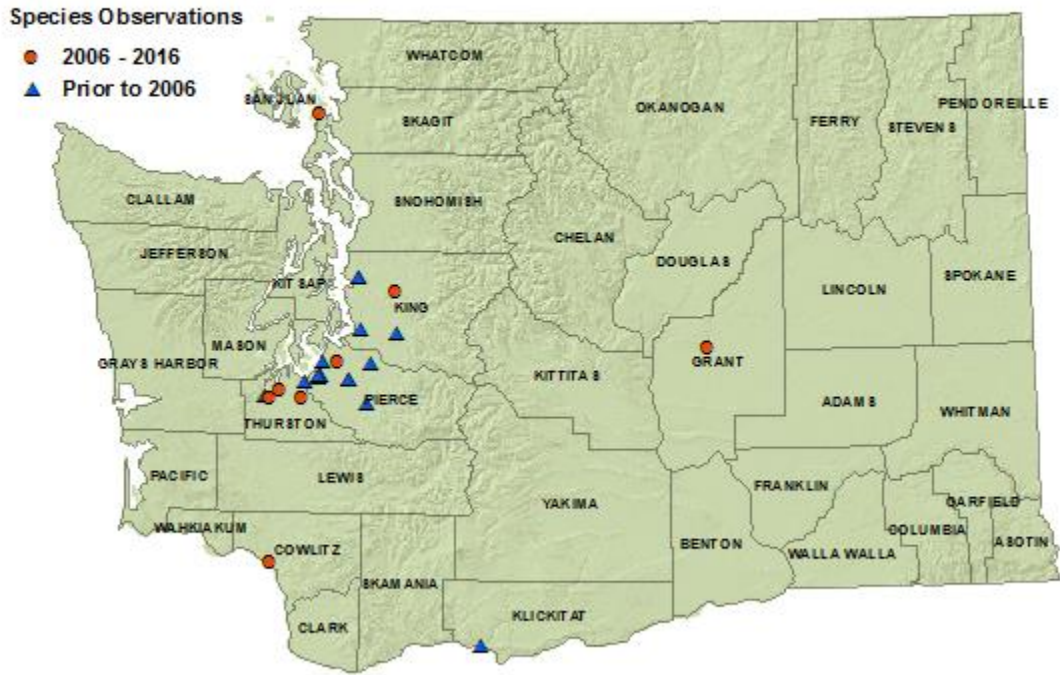 Species Observations
2006 - 2016
Prior to 2006
WHATCOM
SAN JUAN
OKANOGAN
PEND OREILLE
SKAGIT
FERRY
STEVENS
CLALLAM
SNOHOMISH
CHELAN
JEFFERSON
DOUGLAS
SPOKANE
KITSAP
LINCOLN
KING
MASON
GRAYS HARBOR
GRANT
KITTITAS
PIERCE
ADAMS
WHITMAN
THURSTON
PACIFIC
LEWIS
FRANKLIN
YAKIMA
GARFIELD
WAHKIAKUM
COLUMBIA
COWLITZ
BENTON
ASOTIN
WALLA WALLA
SKAMANIA
KLICKITAT
CLARK